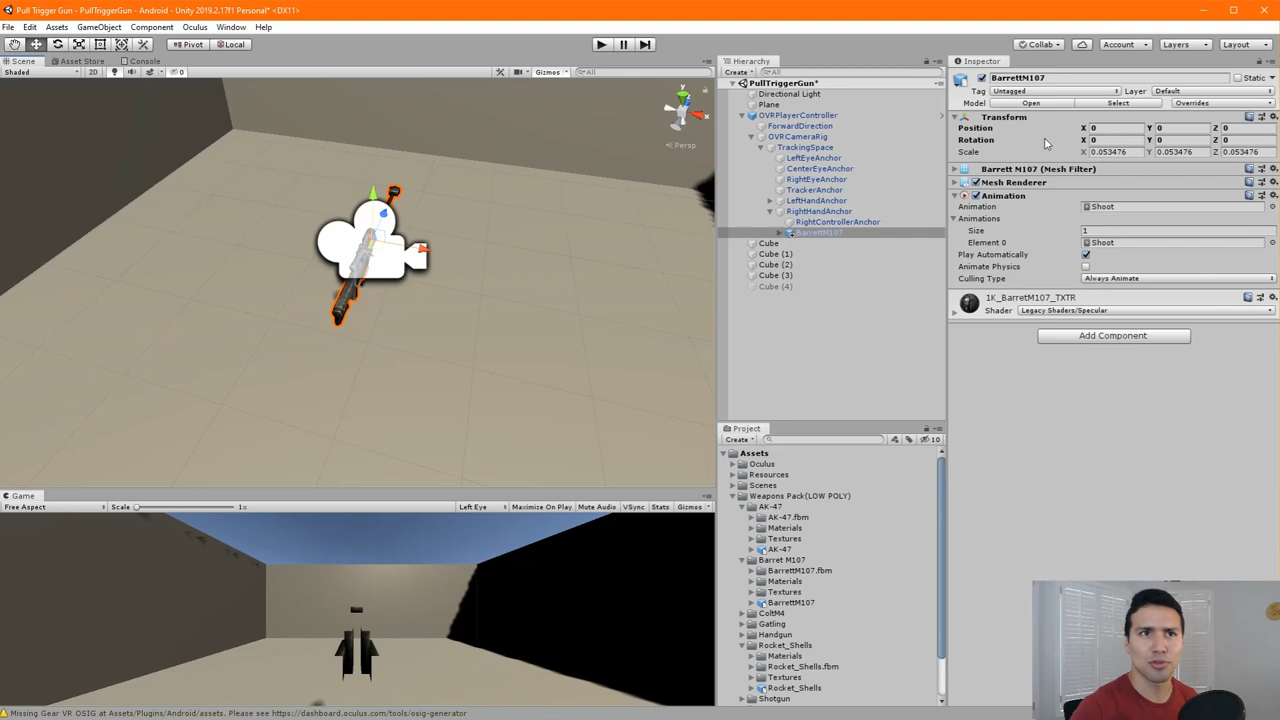 Pull Trigger Gun - PullTriggerGun - Android - Unity 2019.2.17f1 Personal* <DX11>
File Edit Assets GameObject Component Oculus Window Help
Pivot Local Collab Account Layers Layout
Scene Asset Store Console
Shaded 2D Gizmos All
y
x
Persp
Hierarchy
Create All
PullTriggerGun*
Directional Light
Plane
OVRPlayerController
ForwardDirection
OVRCameraRig
TrackingSpace
LeftEyeAnchor
CenterEyeAnchor
RightEyeAnchor
TrackerAnchor
LeftHandAnchor
RightHandAnchor
RightControllerAnchor
BarrettM107
Cube
Cube (1)
Cube (2)
Cube (3)
Cube (4)
Inspector
BarrettM107 Static
Tag Untagged Layer Default
Model Open Select Overrides
Transform
Position X 0 Y 0 Z 0
Rotation X 0 Y 0 Z 0
Scale X 0.053476 Y 0.053476 Z 0.053476
Barrett M107 (Mesh Filter)
Mesh Renderer
Animation
Animation Shoot
Animations
Size 1
Element 0 Shoot
Play Automatically
Animate Physics
Culling Type Always Animate
1K_BarretM107_TXTR
Shader Legacy Shaders/Specular
Add Component
Project
Create 10
Assets
Oculus
Resources
Scenes
Weapons Pack(LOW POLY)
AK-47
AK-47.fbm
Materials
Textures
AK-47
Barret M107
BarrettM107.fbm
Materials
Textures
BarrettM107
ColtM4
Gatling
Handgun
Rocket_Shells
Materials
Rocket_Shells.fbm
Textures
Rocket_Shells
Shotgun
Game
Free Aspect Scale 1x Left Eye Maximize On Play Mute Audio VSync Stats Gizmos
Missing Gear VR OSIG at Assets/Plugins/Android/assets. Please see https://dashboard.oculus.com/tools/osig-generator